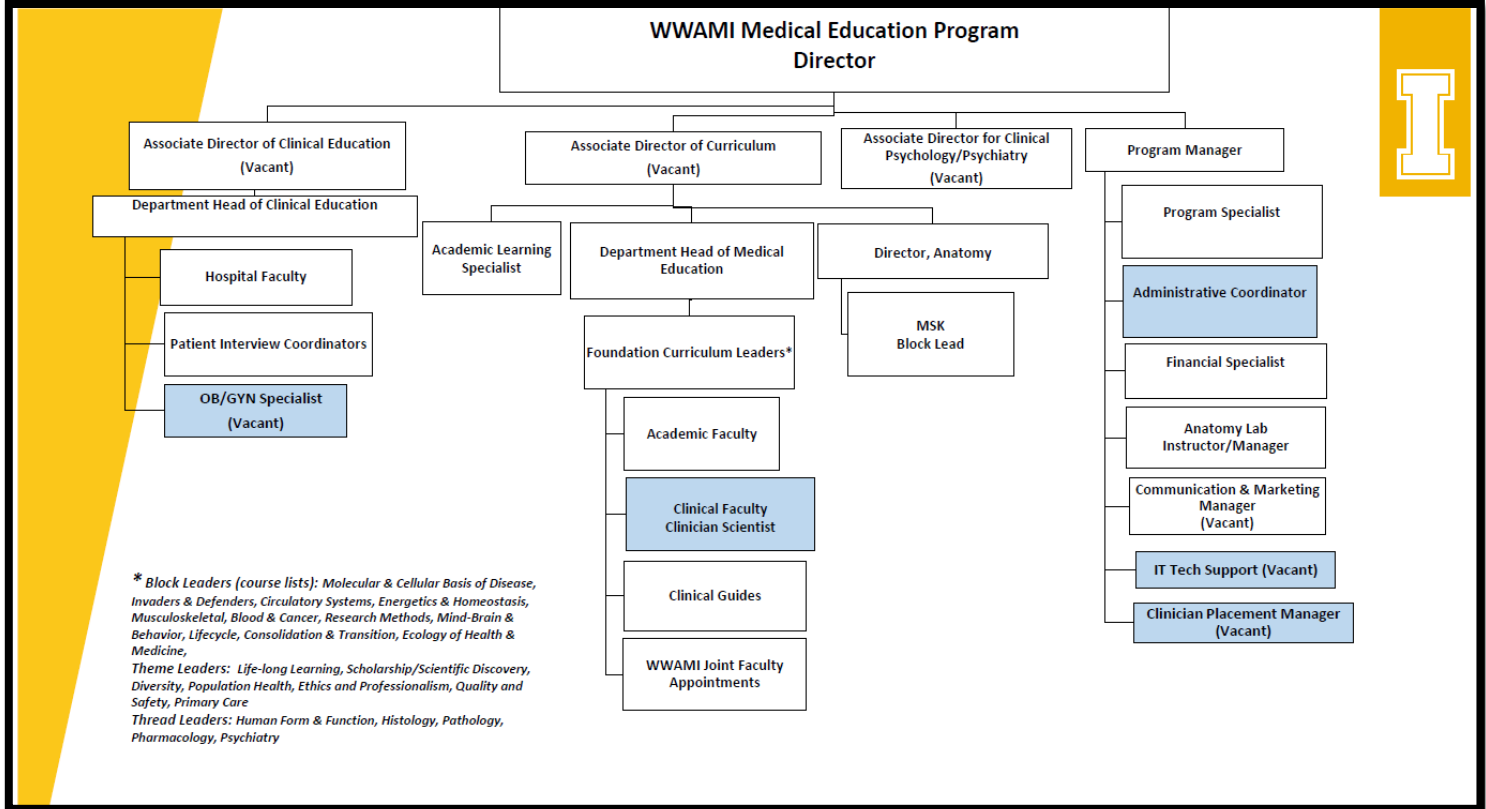 WWAMI Medical Education Program
Director
Associate Director of Clinical Education
(Vacant)
Department Head of Clinical Education
Hospital Faculty
Patient Interview Coordinators
OB/GYN Specialist
(Vacant)
Associate Director of Curriculum
(Vacant)
Academic Learning
Specialist
Department Head of Medical
Education
Foundation Curriculum Leaders*
Academic Faculty
Clinical Faculty
Clinician Scientist
Clinical Guides
WWAMI Joint Faculty
Appointments
Director, Anatomy
MSK
Block Lead
Associate Director for Clinical
Psychology/Psychiatry
(Vacant)
Program Manager
Program Specialist
Administrative Coordinator
Financial Specialist
Anatomy Lab
Instructor/Manager
Communication & Marketing
Manager
(Vacant)
IT Tech Support (Vacant)
Clinician Placement Manager
(Vacant)
* Block Leaders (course lists): Molecular & Cellular Basis of Disease,
Invaders & Defenders, Circulatory Systems, Energetics & Homeostasis,
Musculoskeletal, Blood & Cancer, Research Methods, Mind-Brain &
Behavior, Lifecycle, Consolidation & Transition, Ecology of Health &
Medicine,
Theme Leaders: Life-long Learning, Scholarship/Scientific Discovery,
Diversity, Population Health, Ethics and Professionalism, Quality and
Safety, Primary Care
Thread Leaders: Human Form & Function, Histology, Pathology,
Pharmacology, Psychiatry
I